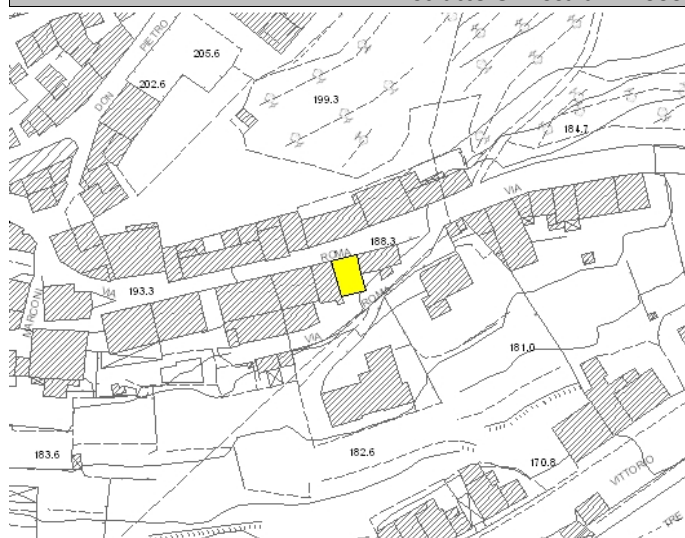 PIETRO
205.6
DON
202.6
199.3
184.7
VIA
188.3
ROMA
VIA
193.3
ROMA
MARCONI
VIA
181.0
183.6
182.6
170.8
VITTORIO
TRE